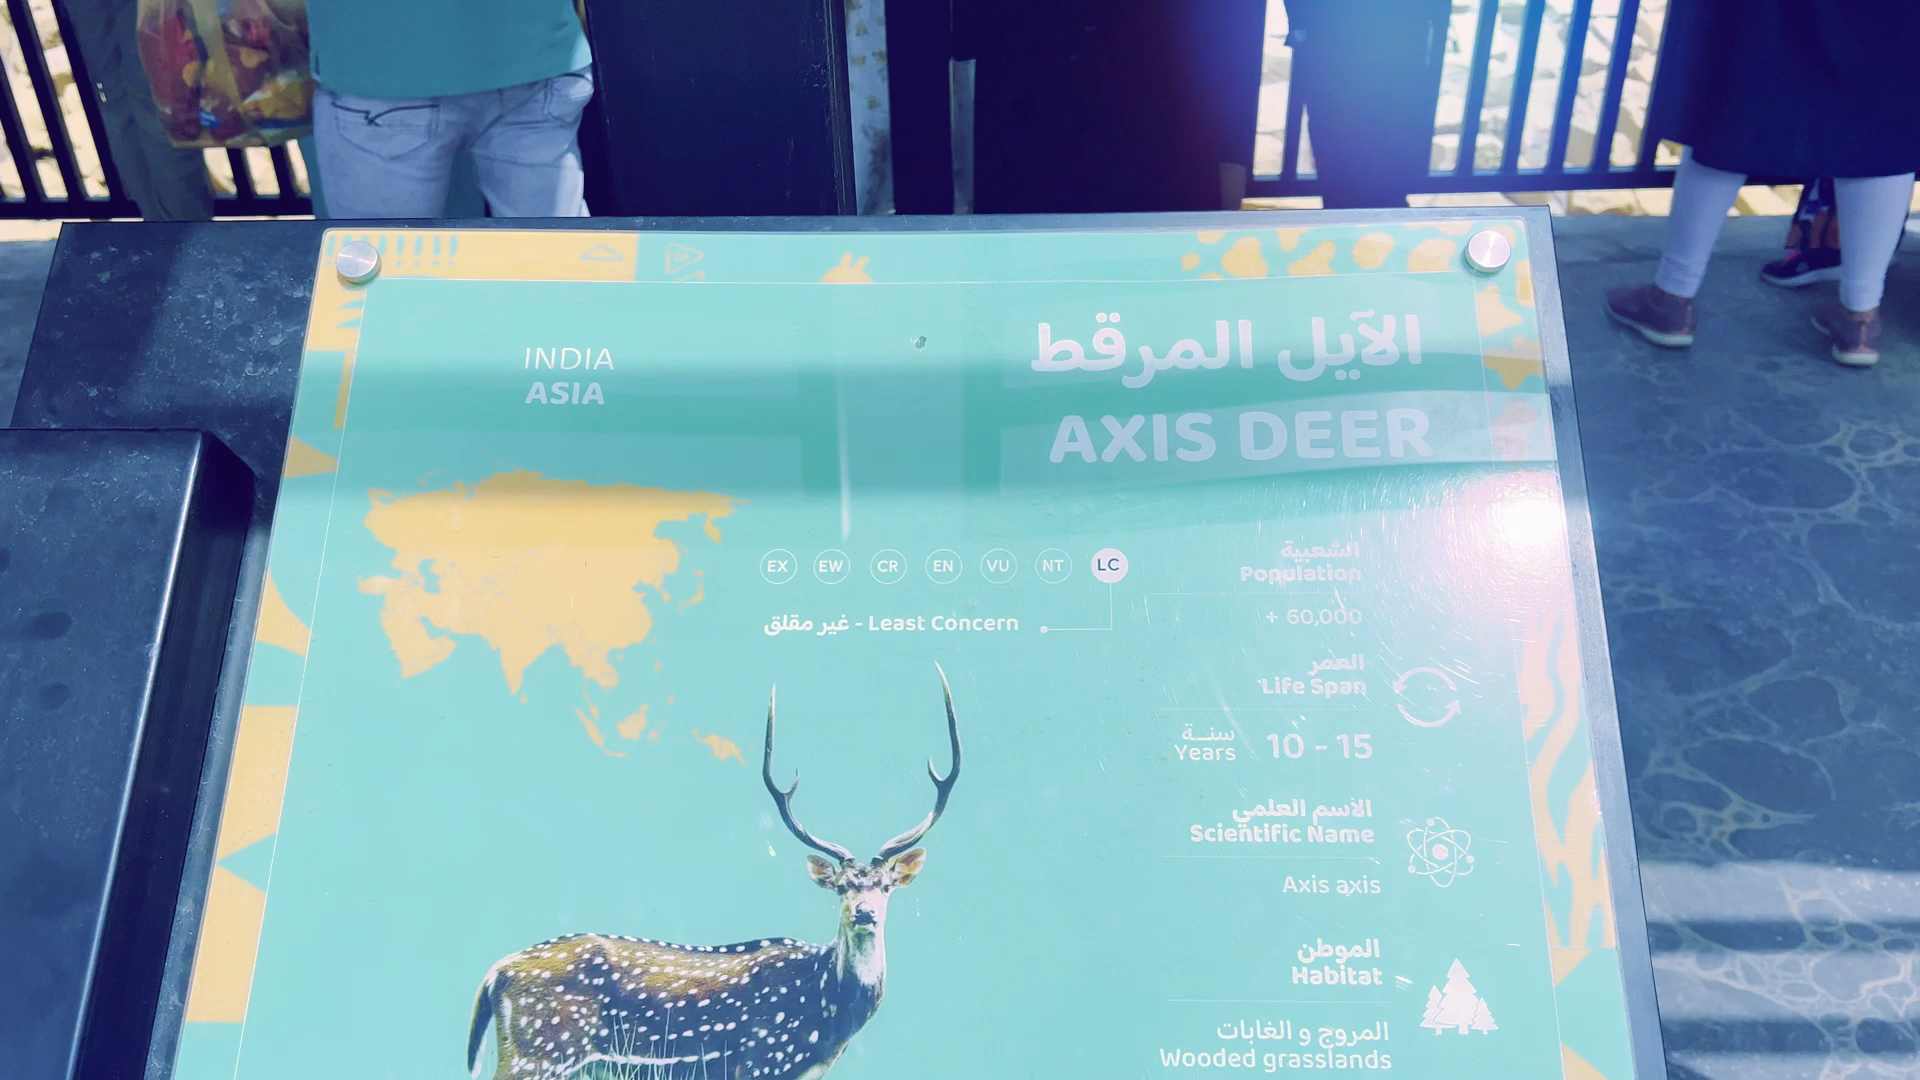 INDIA
ASIA
الآيل المرقط
AXIS DEER
EX EW CR EN VU NT LC
غير مقلق - Least Concern
الشعبية
Population
+ 60,000
العمر
Life Span
سنــة
Years
10 - 15
الأسم العلمي
Scientific Name
Axis axis
الموطن
Habitat
المروج و الغابات
Wooded grasslands